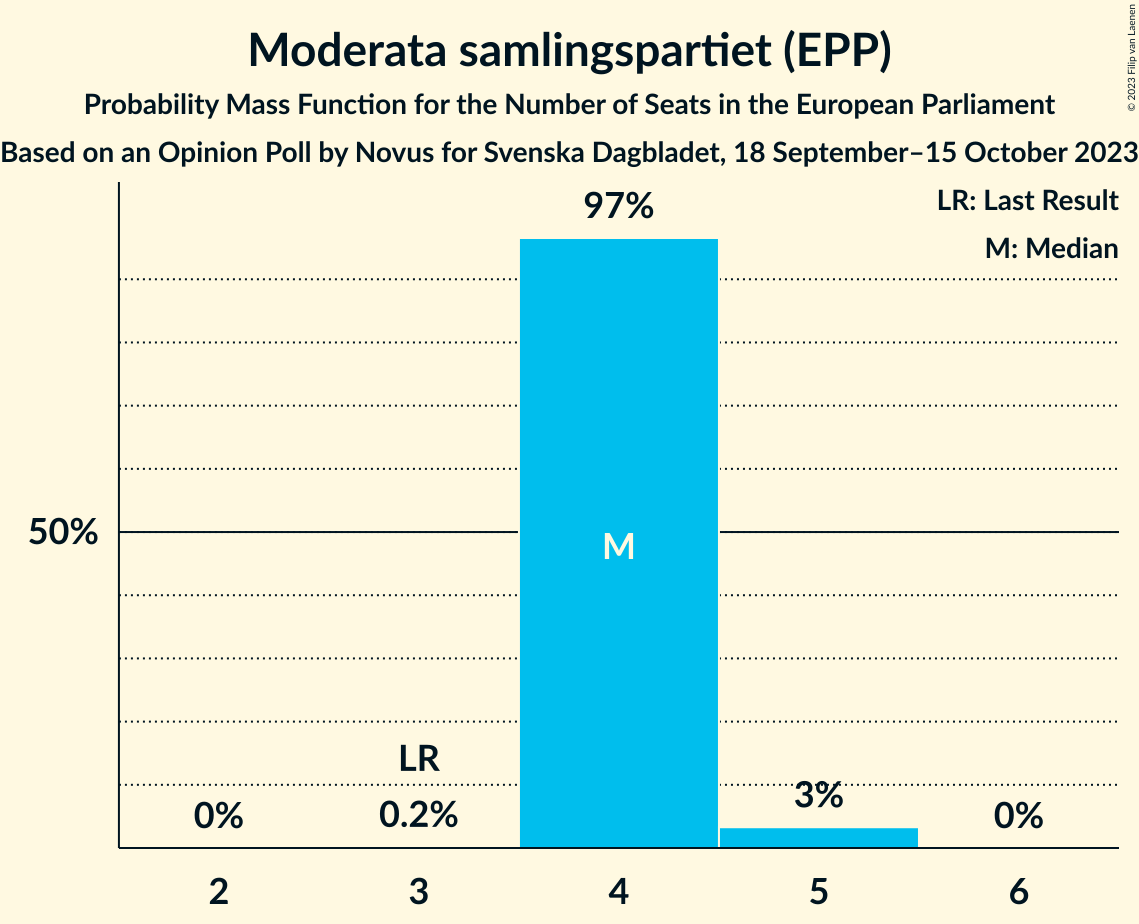 Moderata samlingspartiet (EPP)
Probability Mass Function for the Number of Seats in the European Parliament
Based on an Opinion Poll by Novus for Svenska Dagbladet, 18 September–15 October 2023
© 2023 Filip van Laenen
LR: Last Result
M: Median
97%
50%
M
LR
0%
0.2%
3%
0%
2
3
4
5
6